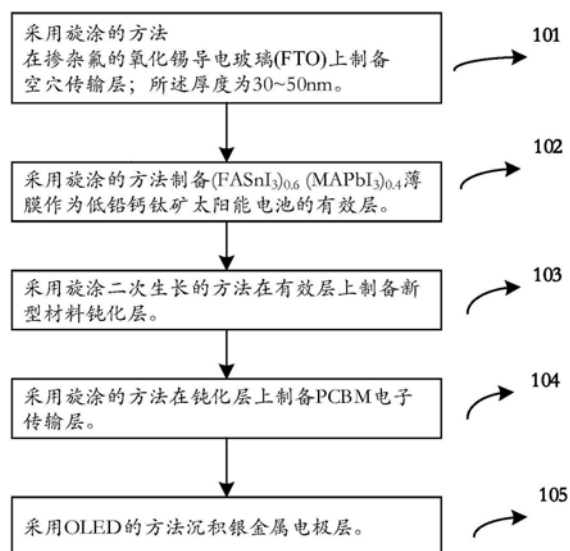 采用旋涂的方法
在掺杂氟的氧化锡导电玻璃(FTO)上制备
空穴传输层；所述厚度为30~50nm。
101
采用旋涂的方法制备(FASnI₃)₀.₆ (MAPbI₃)₀.₄薄
膜作为低铅钙钛矿太阳能电池的有效层。
102
采用旋涂二次生长的方法在有效层上制备新
型材料钝化层。
103
采用旋涂的方法在钝化层上制备PCBM电子
传输层。
104
采用OLED的方法沉积银金属电极层。
105